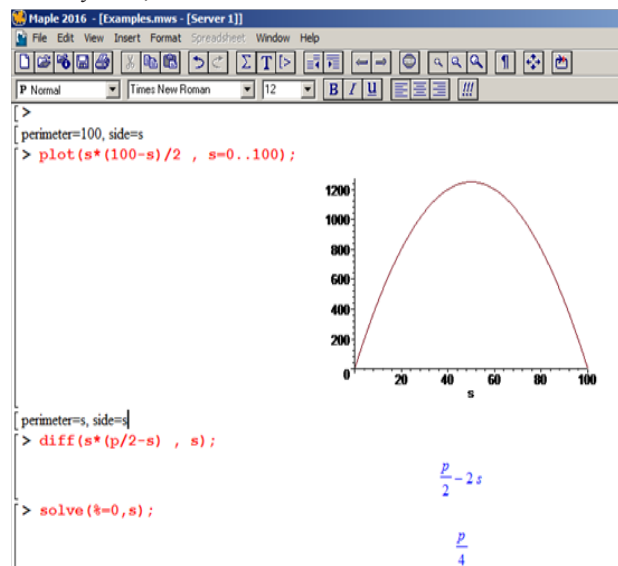 Maple 2016 - [Examples.mws - [Server 1]]
File Edit View Insert Format Spreadsheet Window Help
P Normal Times New Roman 12 B I U !!!
[>
perimeter=100, side=s
> plot(s*(100-s)/2 , s=0..100);
1200
1000
800
600
400
200
0 20 40 60 80 100
s
perimeter=s, side=s
> diff(s*(p/2-s) , s);
p/2 - 2 s
> solve(%=0,s);
p/4